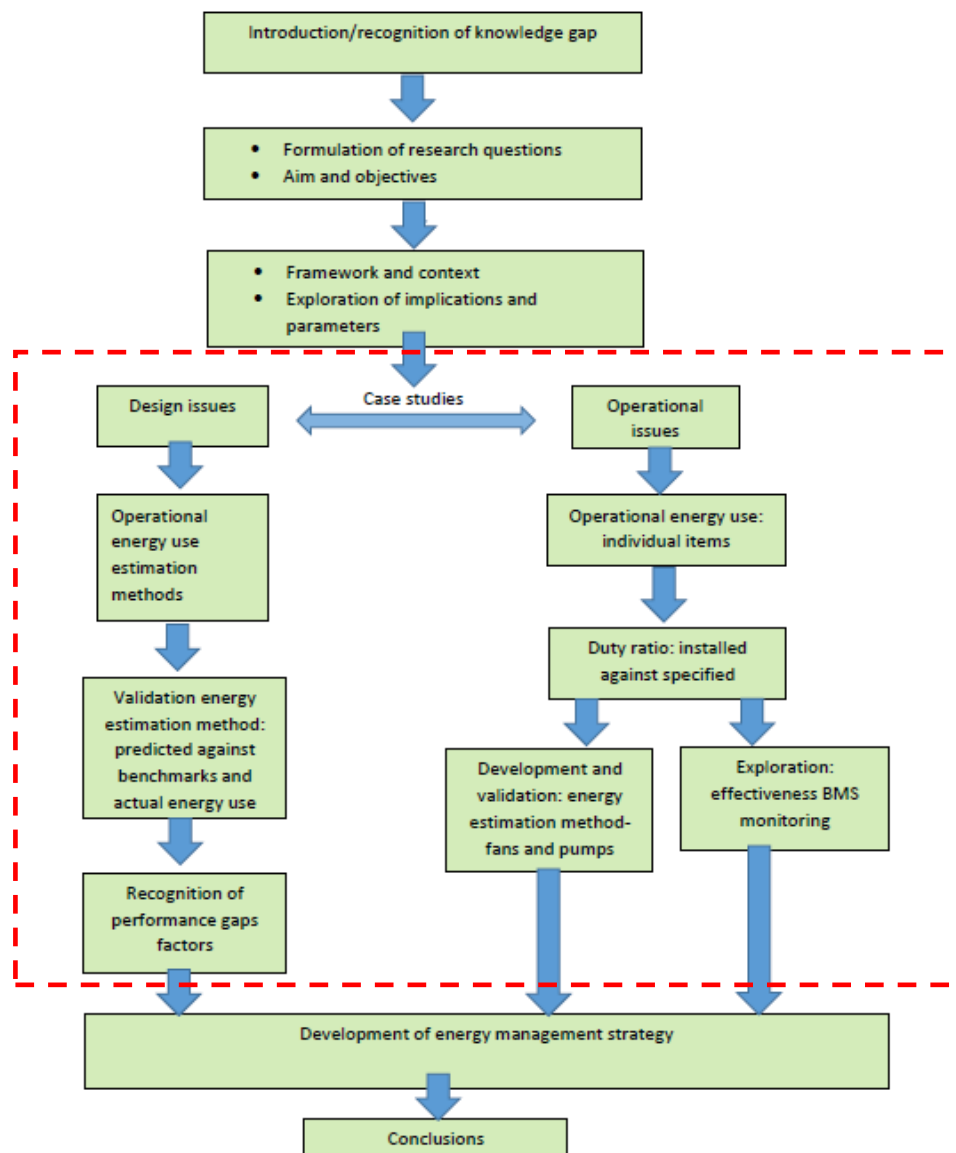 Introduction/recognition of knowledge gap
• Formulation of research questions
• Aim and objectives
• Framework and context
• Exploration of implications and
parameters
Case studies
Design issues
Operational
energy use
estimation
methods
Validation energy
estimation method:
predicted against
benchmarks and
actual energy use
Recognition of
performance gaps
factors
Operational
issues
Operational energy use:
individual items
Duty ratio: installed
against specified
Development and
validation: energy
estimation method-
fans and pumps
Exploration:
effectiveness BMS
monitoring
Development of energy management strategy
Conclusions